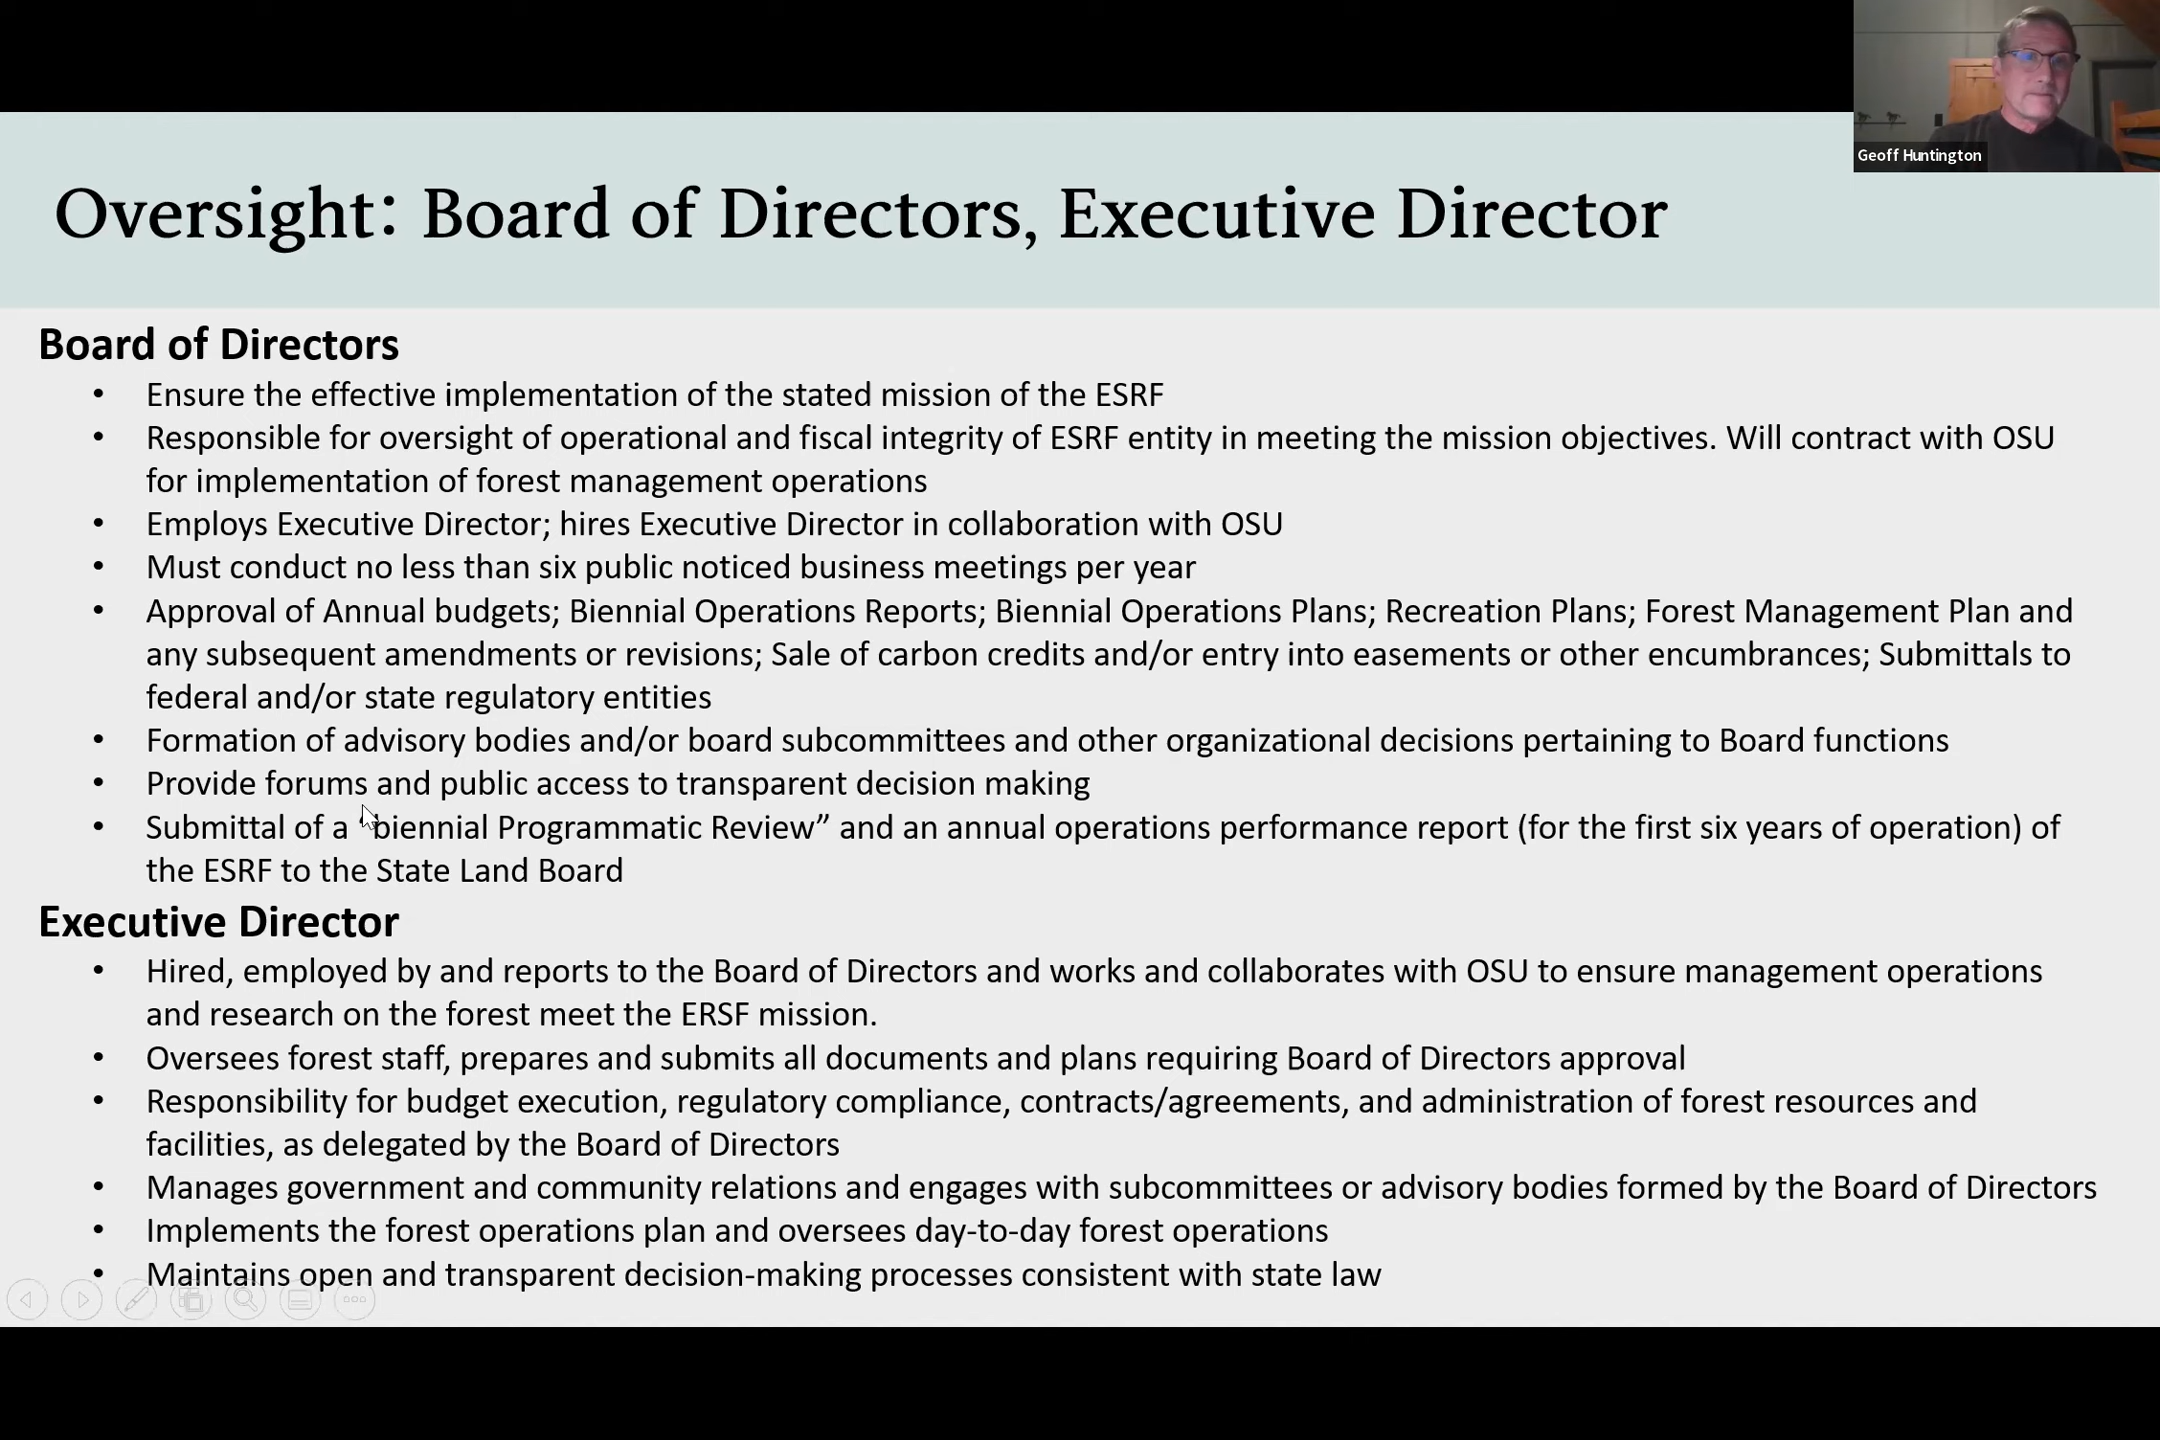 Geoff Huntington
Oversight: Board of Directors, Executive Director
Board of Directors
• Ensure the effective implementation of the stated mission of the ESRF
• Responsible for oversight of operational and fiscal integrity of ESRF entity in meeting the mission objectives. Will contract with OSU
for implementation of forest management operations
• Employs Executive Director; hires Executive Director in collaboration with OSU
• Must conduct no less than six public noticed business meetings per year
• Approval of Annual budgets; Biennial Operations Reports; Biennial Operations Plans; Recreation Plans; Forest Management Plan and
any subsequent amendments or revisions; Sale of carbon credits and/or entry into easements or other encumbrances; Submittals to
federal and/or state regulatory entities
• Formation of advisory bodies and/or board subcommittees and other organizational decisions pertaining to Board functions
• Provide forums and public access to transparent decision making
• Submittal of a “biennial Programmatic Review” and an annual operations performance report (for the first six years of operation) of
the ESRF to the State Land Board
Executive Director
• Hired, employed by and reports to the Board of Directors and works and collaborates with OSU to ensure management operations
and research on the forest meet the ERSF mission.
• Oversees forest staff, prepares and submits all documents and plans requiring Board of Directors approval
• Responsibility for budget execution, regulatory compliance, contracts/agreements, and administration of forest resources and
facilities, as delegated by the Board of Directors
• Manages government and community relations and engages with subcommittees or advisory bodies formed by the Board of Directors
• Implements the forest operations plan and oversees day-to-day forest operations
• Maintains open and transparent decision-making processes consistent with state law